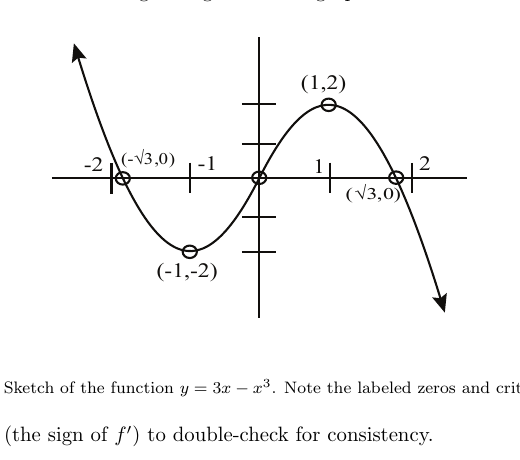 (1,2)
-2 (-√3,0) -1 1 2
(√3,0)
(-1,-2)
Sketch of the function y = 3x − x³. Note the labeled zeros and
(the sign of f′) to double-check for consistency.